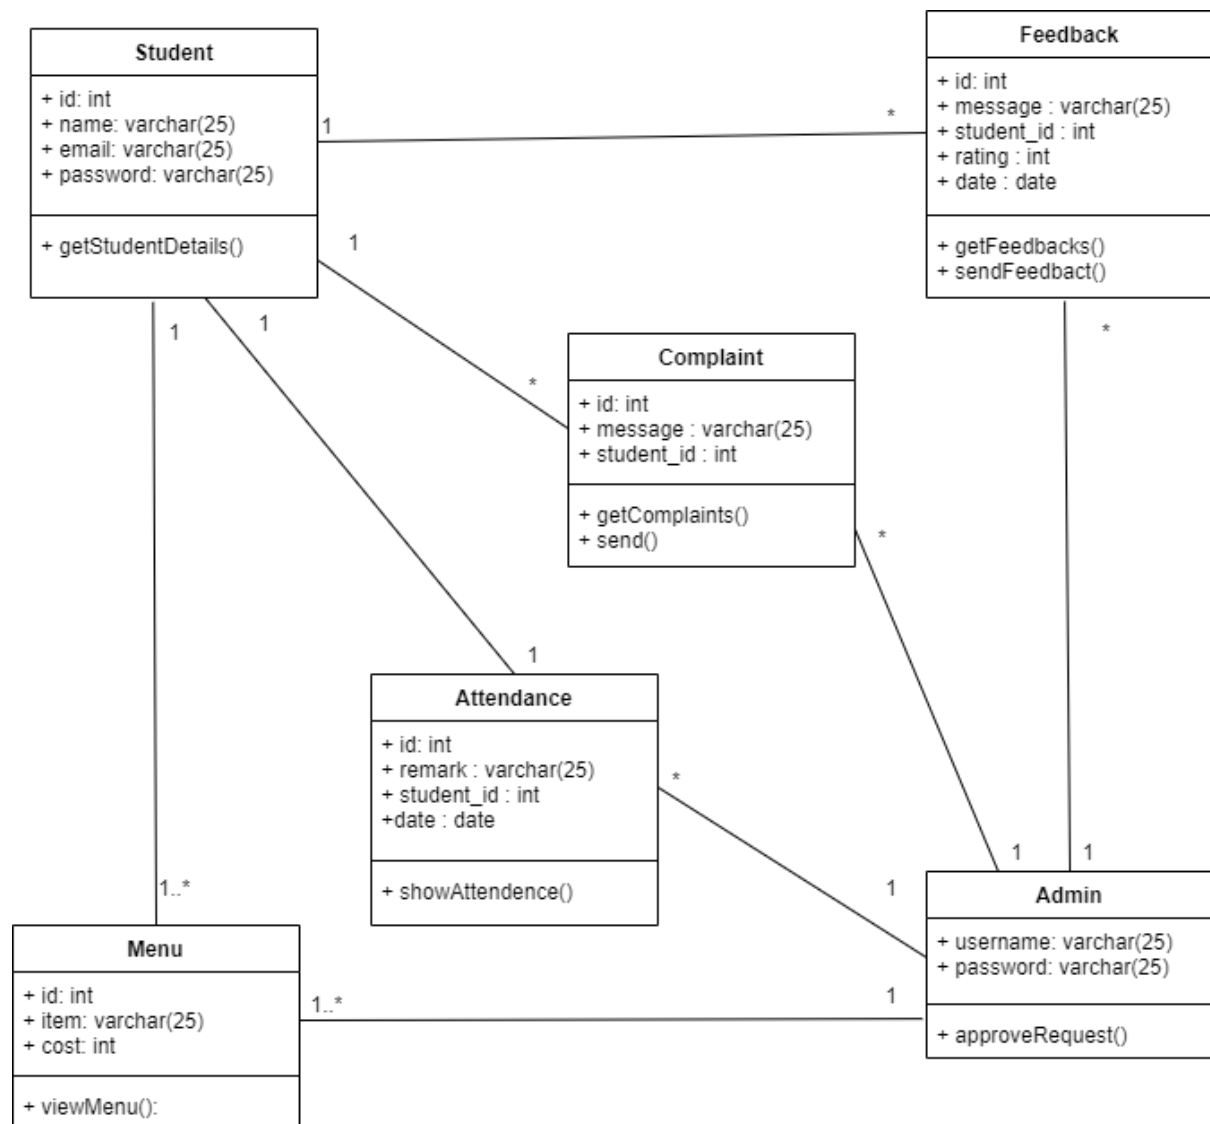 Student
+ id: int
+ name: varchar(25)
+ email: varchar(25)
+ password: varchar(25)
+ getStudentDetails()
Feedback
+ id: int
+ message : varchar(25)
+ student_id : int
+ rating : int
+ date : date
+ getFeedbacks()
+ sendFeedbact()
1
*
1
*
1
1
*
Complaint
+ id: int
+ message : varchar(25)
+ student_id : int
+ getComplaints()
+ send()
*
1
Attendance
+ id: int
+ remark : varchar(25)
+ student_id : int
+date : date
+ showAttendence()
*
1
1
1
1..*
Menu
+ id: int
+ item: varchar(25)
+ cost: int
+ viewMenu():
1..*
1
Admin
+ username: varchar(25)
+ password: varchar(25)
+ approveRequest()